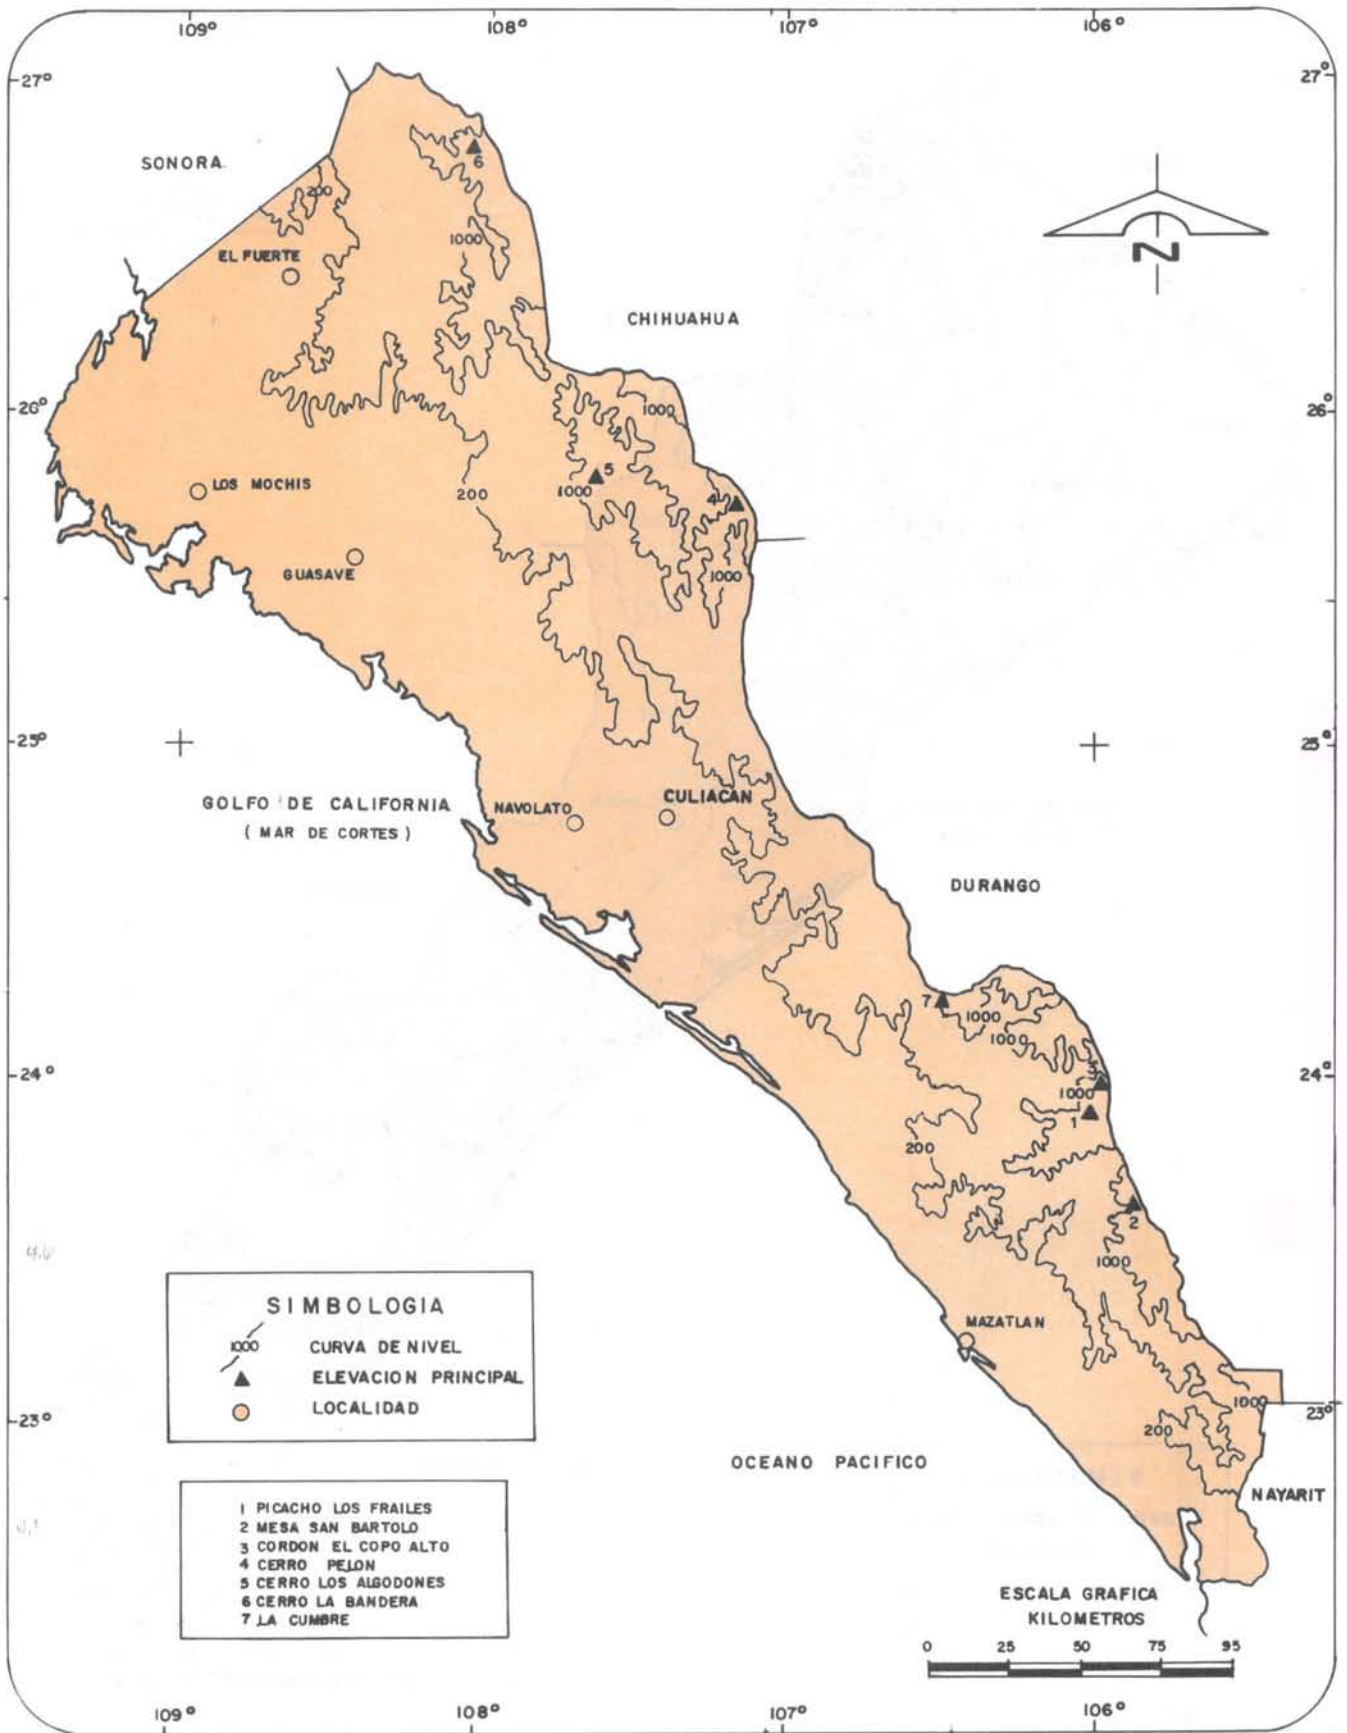 109° 108° 107° 106°
27° 27°
SONORA
200
6
EL FUERTE
1000
CHIHUAHUA
26° 1000 26°
5
LOS MOCHIS 200 1000 4
GUASAVE 1000
25° 25°
GOLFO DE CALIFORNIA
(MAR DE CORTES)
NAVOLATO CULIACAN
DURANGO
7 1000
1000
24° 3 24°
1000
1
200
2
1000
MAZATLAN
23° 1000 23°
200
OCEANO PACIFICO
NAYARIT
N
SIMBOLOGIA
1000 CURVA DE NIVEL
ELEVACION PRINCIPAL
LOCALIDAD
1 PICACHO LOS FRAILES
2 MESA SAN BARTOLO
3 CORDON EL COPO ALTO
4 CERRO PELON
5 CERRO LOS ALGODONES
6 CERRO LA BANDERA
7 LA CUMBRE
ESCALA GRAFICA
KILOMETROS
0 25 50 75 95
109° 108° 107° 106°